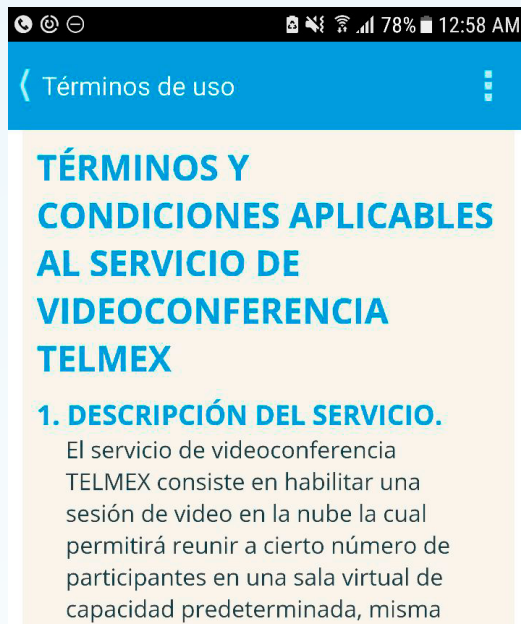 78% 12:58 AM
Términos de uso
TÉRMINOS Y
CONDICIONES APLICABLES
AL SERVICIO DE
VIDEOCONFERENCIA
TELMEX
1. DESCRIPCIÓN DEL SERVICIO.
El servicio de videoconferencia
TELMEX consiste en habilitar una
sesión de video en la nube la cual
permitirá reunir a cierto número de
participantes en una sala virtual de
capacidad predeterminada, misma